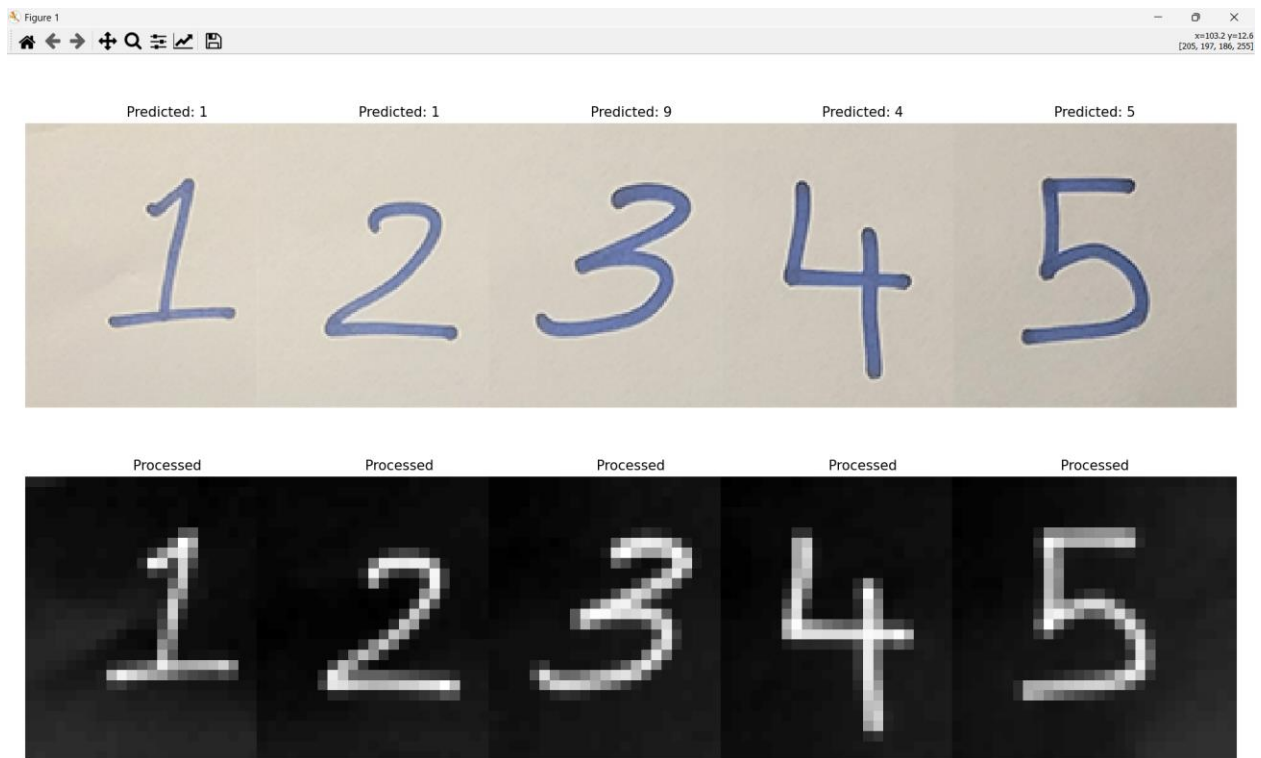 Figure 1
x=103.2 y=12.6
[205, 197, 186, 255]
Predicted: 1 Predicted: 1 Predicted: 9 Predicted: 4 Predicted: 5
1 2 3 4 5
Processed Processed Processed Processed Processed
1 2 3 4 5